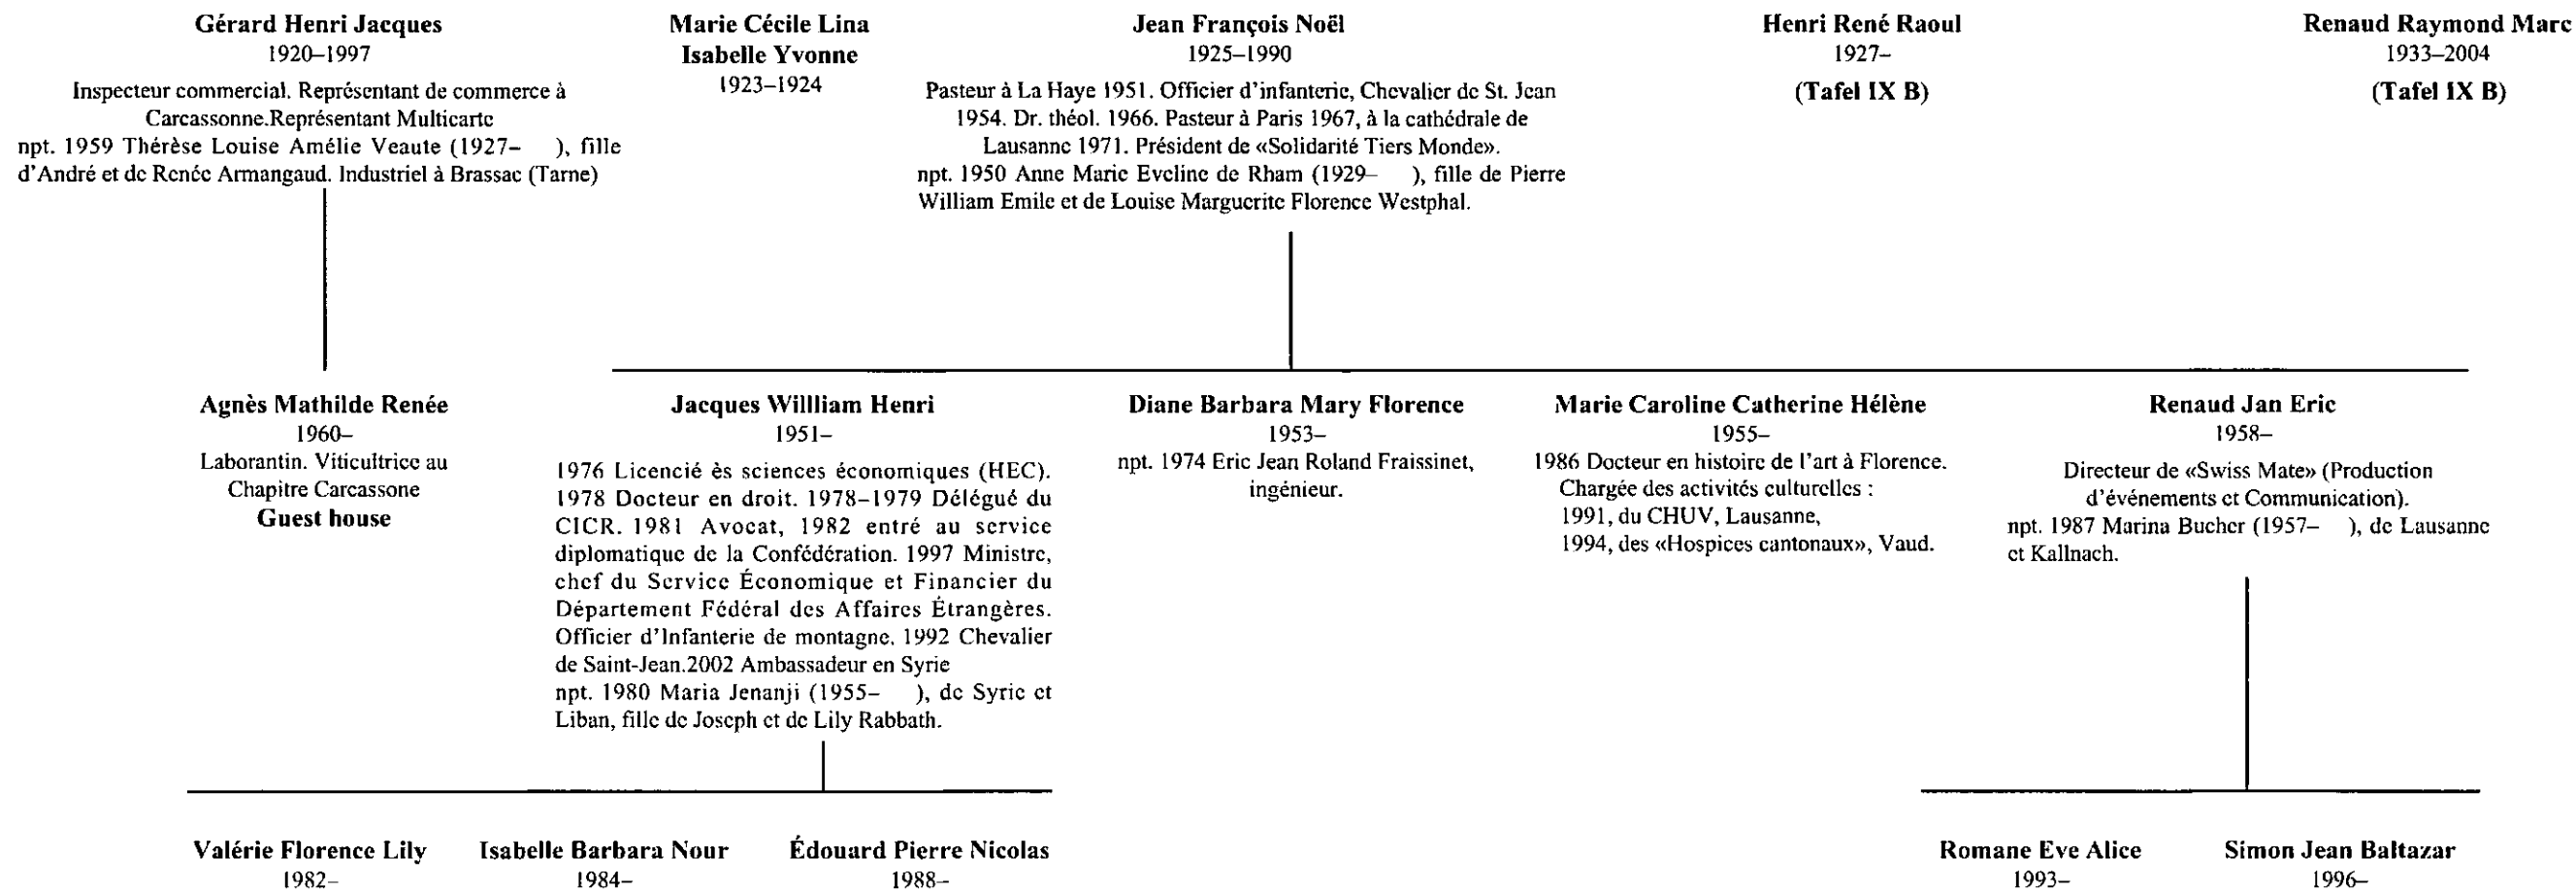 Gérard Henri Jacques
1920–1997
Inspecteur commercial. Représentant de commerce à
Carcassonne.Représentant Multicarte
npt. 1959 Thérèse Louise Amélie Veaute (1927–    ), fille
d'André et de Renée Armangaud. Industriel à Brassac (Tarne)
Marie Cécile Lina
Isabelle Yvonne
1923–1924
Jean François Noël
1925–1990
Pasteur à La Haye 1951. Officier d'infanterie, Chevalier de St. Jean
1954. Dr. théol. 1966. Pasteur à Paris 1967, à la cathédrale de
Lausanne 1971. Président de «Solidarité Tiers Monde».
npt. 1950 Anne Marie Eveline de Rham (1929–    ), fille de Pierre
William Emile et de Louise Marguerite Florence Westphal.
Henri René Raoul
1927–
(Tafel IX B)
Renaud Raymond Marc
1933–2004
(Tafel IX B)
Agnès Mathilde Renée
1960–
Laborantin. Viticultrice au
Chapitre Carcassone
Guest house
Jacques Willliam Henri
1951–
1976 Licencié ès sciences économiques (HEC).
1978 Docteur en droit. 1978–1979 Délégué du
CICR. 1981 Avocat, 1982 entré au service
diplomatique de la Confédération. 1997 Ministre,
chef du Service Économique et Financier du
Département Fédéral des Affaires Étrangères.
Officier d'Infanterie de montagne. 1992 Chevalier
de Saint-Jean.2002 Ambassadeur en Syrie
npt. 1980 Maria Jenanji (1955–    ), de Syrie et
Liban, fille de Joseph et de Lily Rabbath.
Diane Barbara Mary Florence
1953–
npt. 1974 Eric Jean Roland Fraissinet,
ingénieur.
Marie Caroline Catherine Hélène
1955–
1986 Docteur en histoire de l'art à Florence.
Chargée des activités culturelles :
1991, du CHUV, Lausanne,
1994, des «Hospices cantonaux», Vaud.
Renaud Jan Eric
1958–
Directeur de «Swiss Mate» (Production
d'événements et Communication).
npt. 1987 Marina Bucher (1957–    ), de Lausanne
et Kallnach.
Valérie Florence Lily
1982–
Isabelle Barbara Nour
1984–
Édouard Pierre Nicolas
1988–
Romane Eve Alice
1993–
Simon Jean Baltazar
1996–